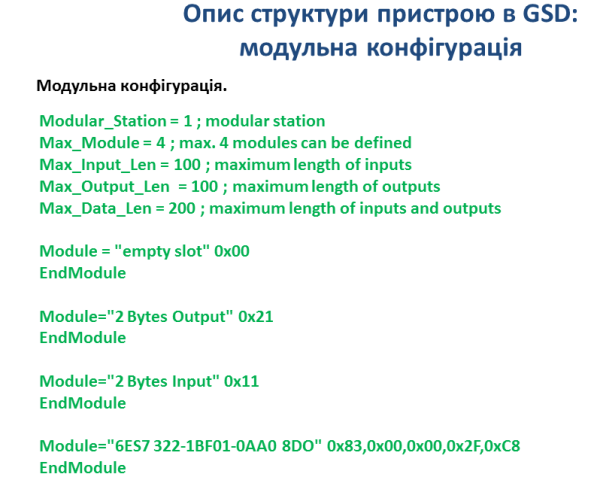 Опис структури пристрою в GSD:
модульна конфігурація
Модульна конфігурація.
Modular_Station = 1 ; modular station
Max_Module = 4 ; max. 4 modules can be defined
Max_Input_Len = 100 ; maximum length of inputs
Max_Output_Len  = 100 ; maximum length of outputs
Max_Data_Len = 200 ; maximum length of inputs and outputs
Module = "empty slot" 0x00
EndModule
Module="2 Bytes Output" 0x21
EndModule
Module="2 Bytes Input" 0x11
EndModule
Module="6ES7 322-1BF01-0AA0 8DO" 0x83,0x00,0x00,0x2F,0xC8
EndModule